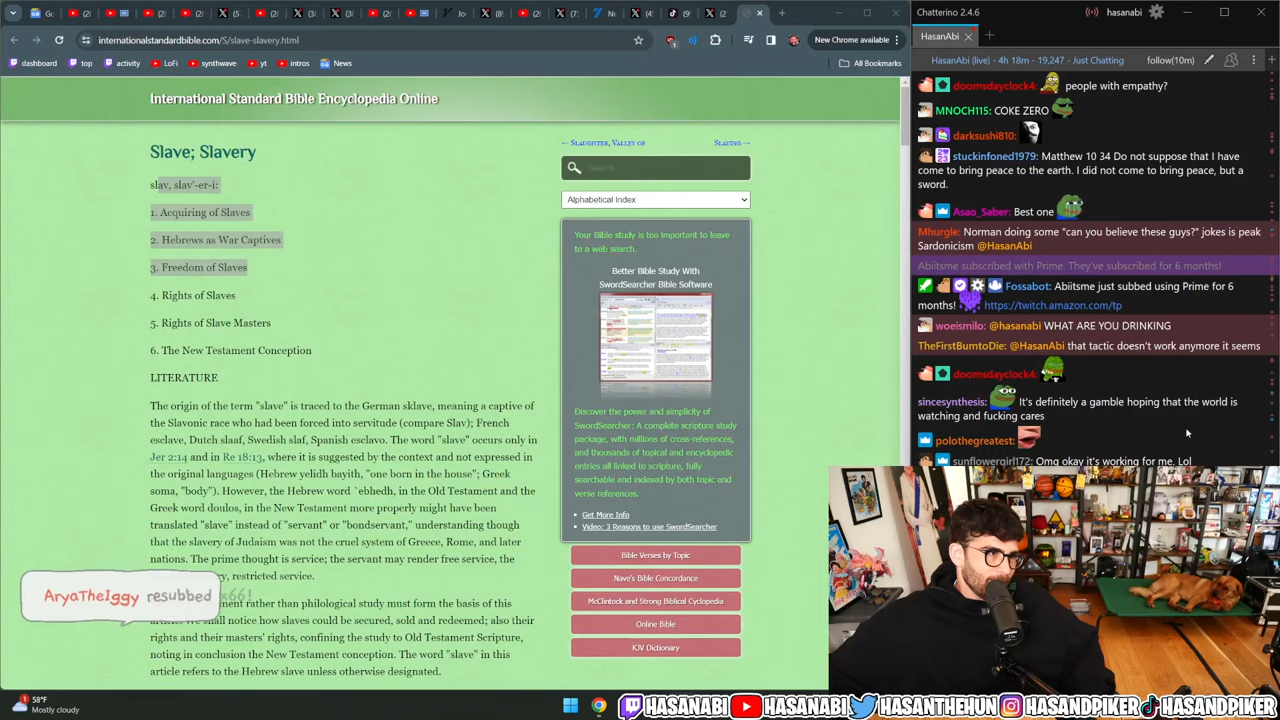 internationalstandardbible.com/S/slave-slavery.html
New Chrome available
dashboard
top
activity
LoFi
synthwave
yt
intros
News
All Bookmarks
International Standard Bible Encyclopedia Online
Slave; Slavery
slav, slav'-er-i:
1. Acquiring of Slaves
2. Hebrews as War Captives
3. Freedom of Slaves
4. Rights of Slaves
5. Rights of Slave Masters
6. The New Testament Conception
LITERATURE
The origin of the term "slave" is traced to the German sklave, meaning a captive of
the Slavonic race who had been forced into servitude (compare Slav); French
esclave, Dutch slaaf, Swedish slaf, Spanish esclavo. The word "slave" occurs only in
Jer 2:14 and in Re 18:13, where it is suggested by the context and not expressed in
the original languages (Hebrew yelidh bayith, "one born in the house"; Greek
soma, "body"). However, the Hebrew word `ebhedh, in the Old Testament and the
Greek word doulos, in the New Testament more properly might have been
translated "slave" instead of "servant" or "bondservant," understanding though
that the slavery of Judaism was not the cruel system of Greece, Rome, and later
nations. The prime thought is service; the servant may render free service, the
restricted service.
rather than philological study must form the basis of this
shall notice how slaves could be secured, sold and redeemed; also their
rights and their masters' rights, confining the study to Old Testament Scripture,
noting in conclusion the New Testament conception. The word "slave" in this
article refers to the Hebrew slave unless otherwise designated.
AryaTheIggy resubbed x66!
← Slaughter, Valley of
Slaying →
Search
Alphabetical Index
Your Bible study is too important to leave
to a web search.
Better Bible Study With
SwordSearcher Bible Software
Discover the power and simplicity of
SwordSearcher: A complete scripture study
package, with millions of cross-references,
and thousands of topical and encyclopedic
entries all linked to scripture, fully
searchable and indexed by both topic and
verse references.
Get More Info
Video: 3 Reasons to use SwordSearcher
Bible Verses by Topic
Nave's Bible Concordance
McClintock and Strong Biblical Cyclopedia
Online Bible
KJV Dictionary
Chatterino 2.4.6
hasanabi
HasanAbi
HasanAbi (live) - 4h 18m - 19,247 - Just Chatting
follow(10m)
doomsdayclock4: people with empathy?
MNOCH115: COKE ZERO
darksushi810:
stuckinfoned1979: Matthew 10 34 Do not suppose that I have
come to bring peace to the earth. I did not come to bring peace, but a
sword.
Asao_Saber: Best one
Mhurgle: Norman doing some "can you believe these guys?" jokes is peak
Sardonicism @HasanAbi
Abiitsme subscribed with Prime. They've subscribed for 6 months!
Fossabot: Abiitsme just subbed using Prime for 6
months! https://twitch.amazon.com/tp
woeismilo: @hasanabi WHAT ARE YOU DRINKING
TheFirstBumtoDie: @HasanAbi that tactic doesn't work anymore it seems
doomsdayclock4:
sincesynthesis: It's definitely a gamble hoping that the world is
watching and fucking cares
polothegreatest:
sunflowergirl172: Omg okay it's working for me. Lol
58°F
Mostly cloudy
HASANABI
HASANABI
HASANTHEHUN
HASANDPIKER
HASANDPIKER